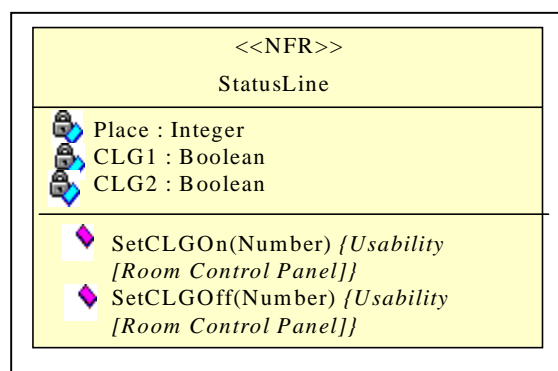 <<NFR>>
StatusLine
Place : Integer
CLG1 : Boolean
CLG2 : Boolean
SetCLGOn(Number) {Usability
[Room Control Panel]}
SetCLGOff(Number) {Usability
[Room Control Panel]}